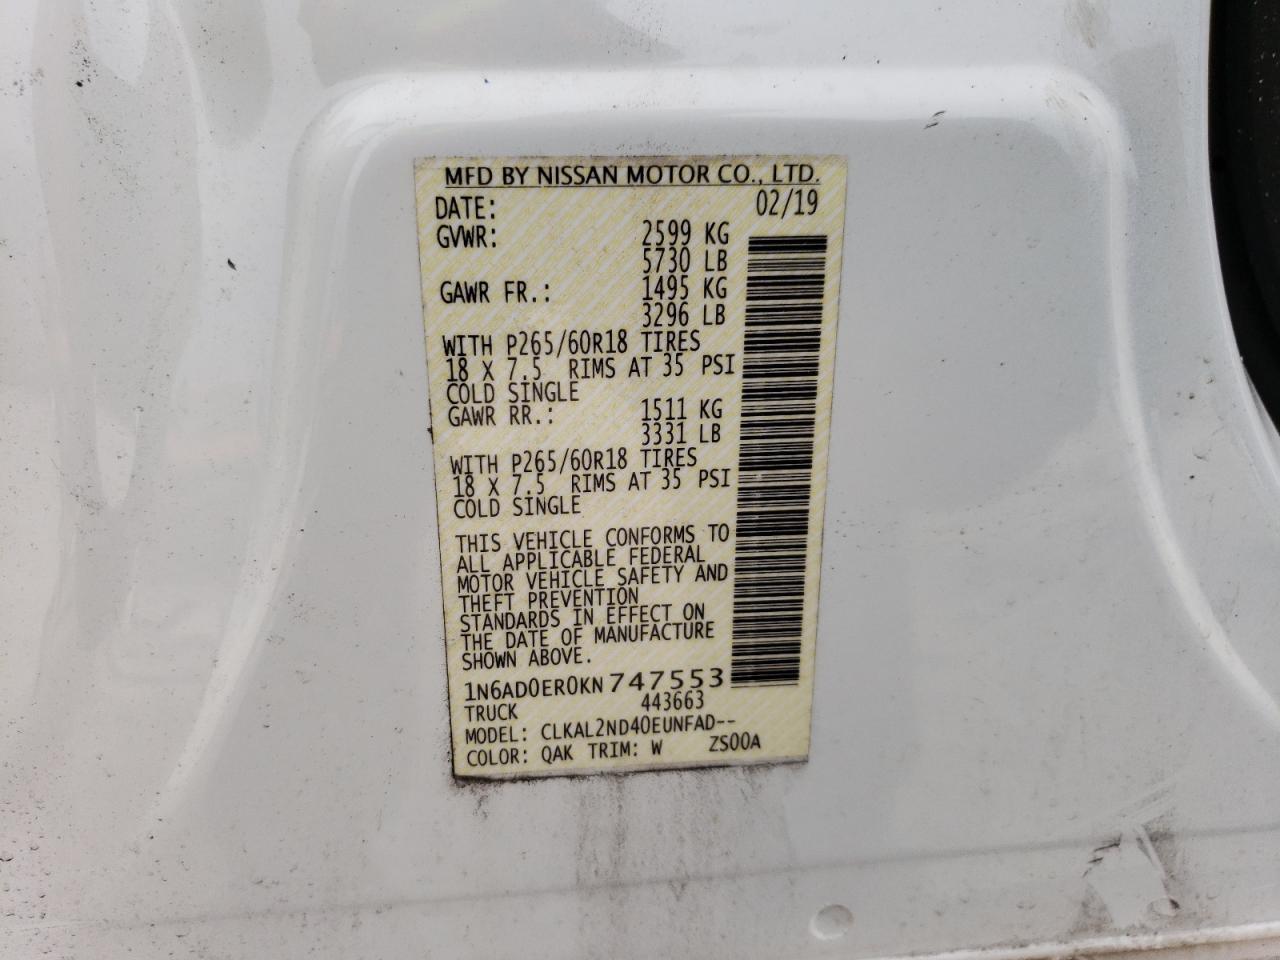 MFD BY NISSAN MOTOR CO., LTD.
DATE: 02/19
GVWR: 2599 KG
5730 LB
GAWR FR.: 1495 KG
3296 LB
WITH P265/60R18 TIRES
18 X 7.5 RIMS AT 35 PSI
COLD SINGLE
GAWR RR.: 1511 KG
3331 LB
WITH P265/60R18 TIRES
18 X 7.5 RIMS AT 35 PSI
COLD SINGLE
THIS VEHICLE CONFORMS TO
ALL APPLICABLE FEDERAL
MOTOR VEHICLE SAFETY AND
THEFT PREVENTION
STANDARDS IN EFFECT ON
THE DATE OF MANUFACTURE
SHOWN ABOVE.
1N6AD0ER0KN747553
TRUCK 443663
MODEL: CLKAL2ND40EUNFAD--
COLOR: QAK TRIM: W ZS00A